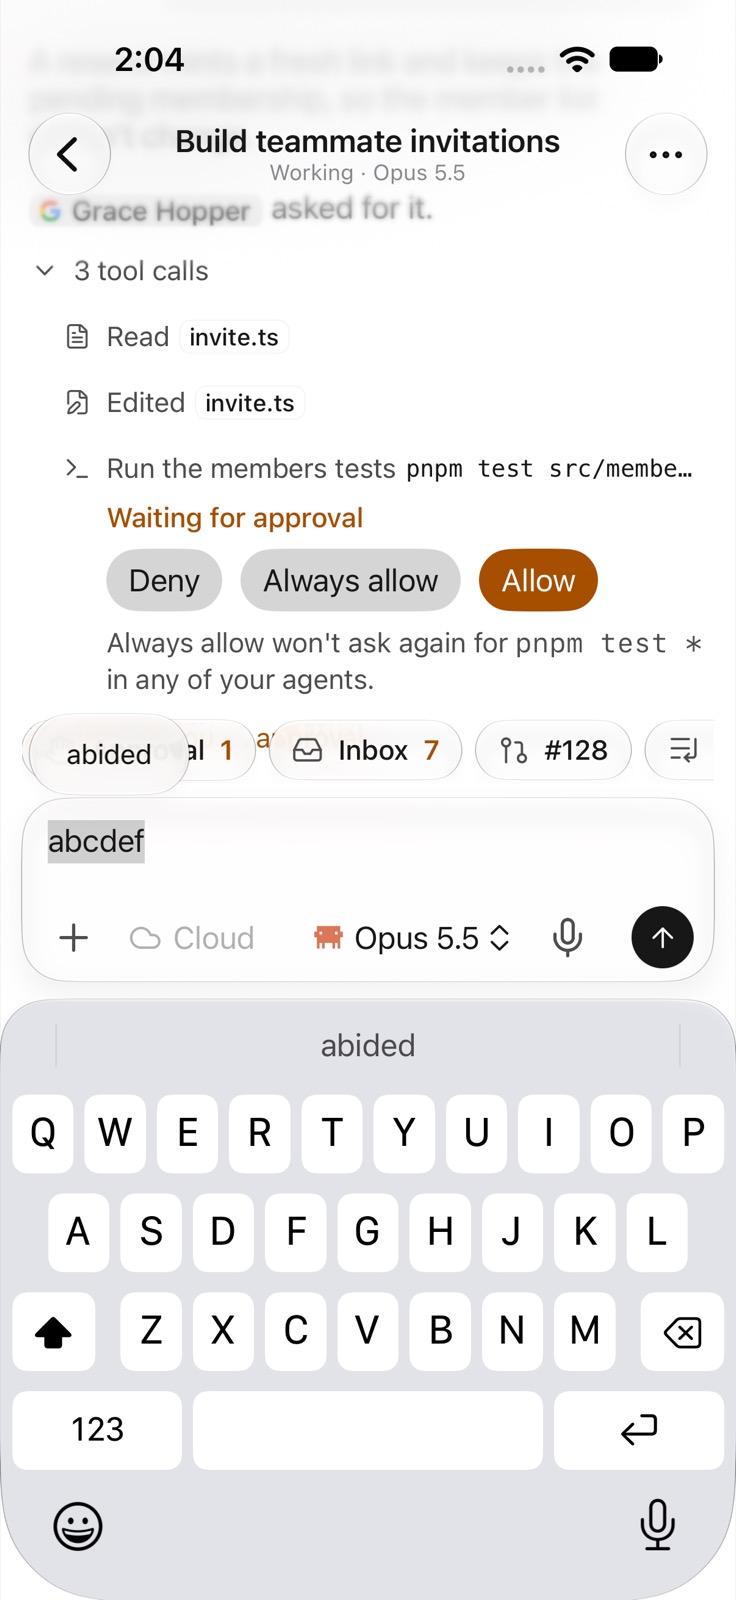 2:04
Build teammate invitations
Working · Opus 5.5
Grace Hopper asked for it.
3 tool calls
Read invite.ts
Edited invite.ts
Run the members tests pnpm test src/membe…
Waiting for approval
Deny Always allow Allow
Always allow won't ask again for pnpm test *
in any of your agents.
abided 1 Inbox 7 #128
abcdef
Cloud Opus 5.5
abided
Q W E R T Y U I O P
A S D F G H J K L
Z X C V B N M
123